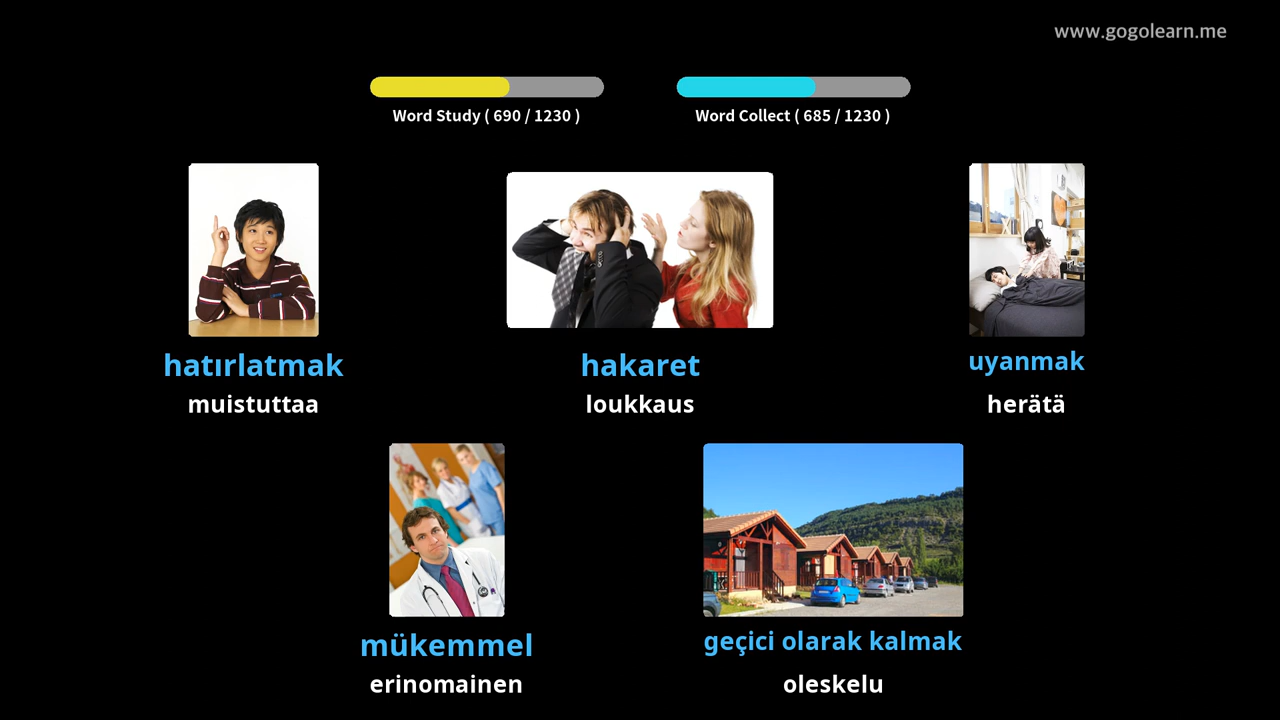 www.gogolearn.me
Word Study ( 690 / 1230 )
Word Collect ( 685 / 1230 )
hatırlatmak
muistuttaa
hakaret
loukkaus
uyanmak
herätä
mükemmel
erinomainen
geçici olarak kalmak
oleskelu